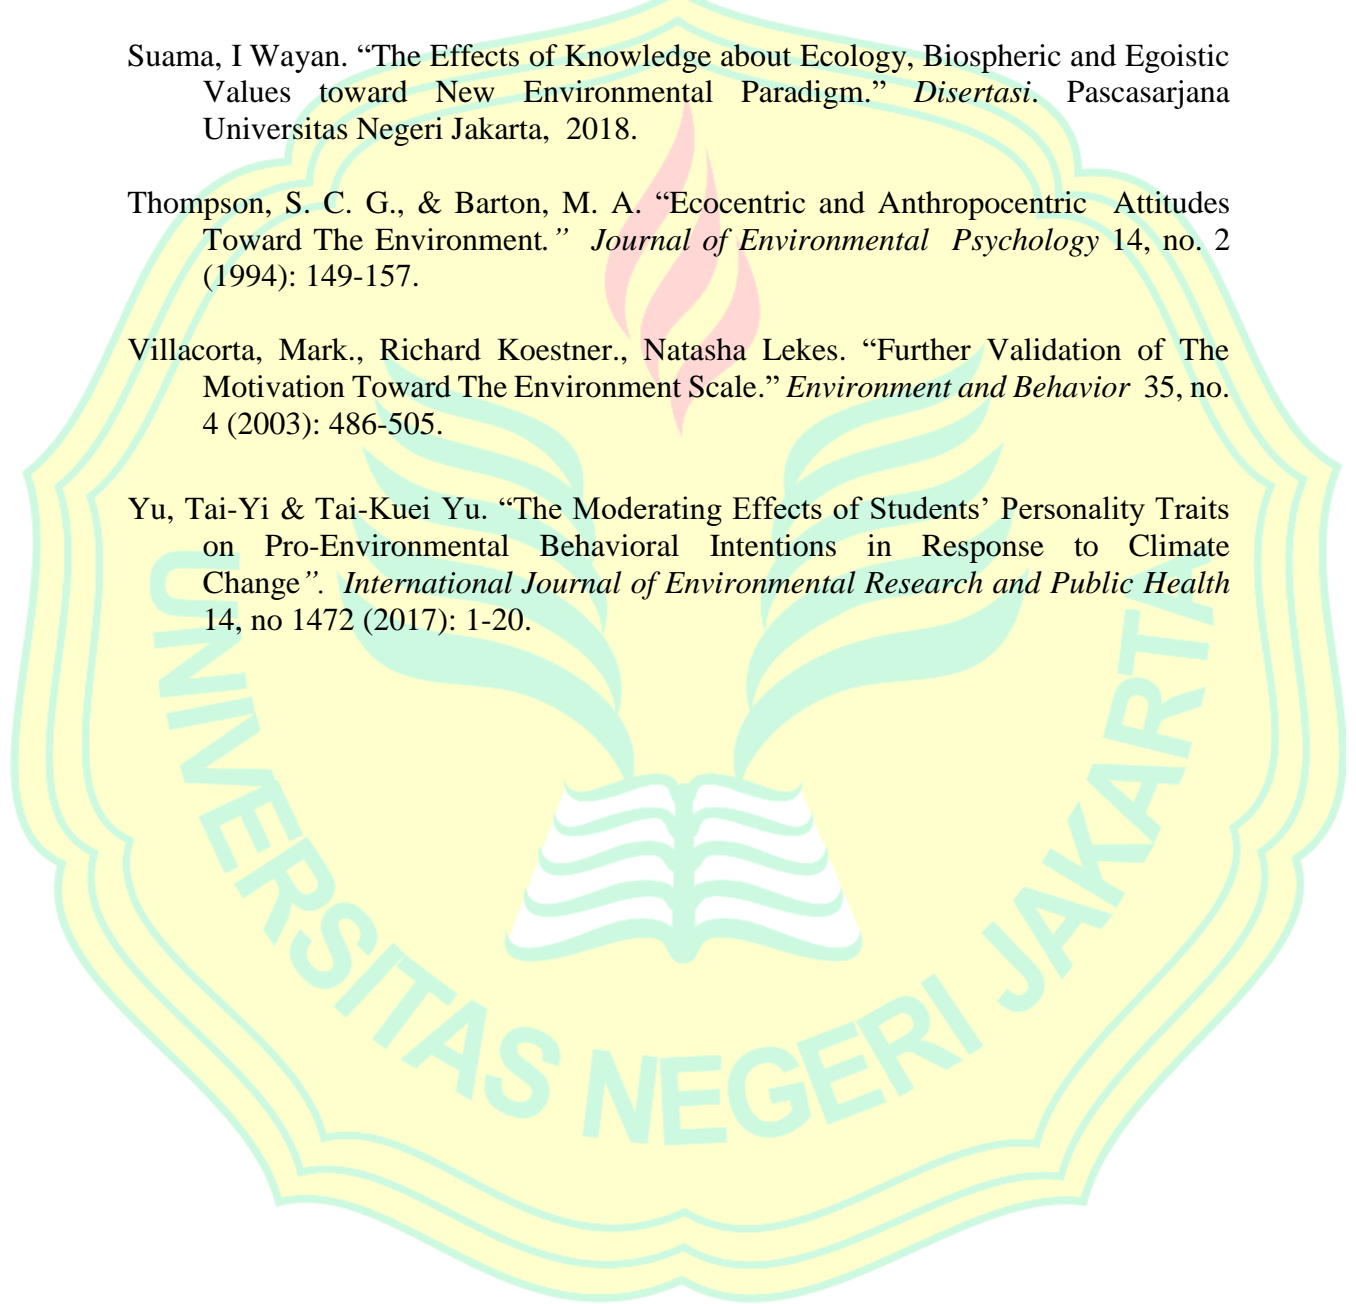 Suama, I Wayan. “The Effects of Knowledge about Ecology, Biospheric and Egoistic
Values toward New Environmental Paradigm.” Disertasi. Pascasarjana
Universitas Negeri Jakarta, 2018.
Thompson, S. C. G., & Barton, M. A. “Ecocentric and Anthropocentric Attitudes
Toward The Environment.” Journal of Environmental Psychology 14, no. 2
(1994): 149-157.
Villacorta, Mark., Richard Koestner., Natasha Lekes. “Further Validation of The
Motivation Toward The Environment Scale.” Environment and Behavior 35, no.
4 (2003): 486-505.
Yu, Tai-Yi & Tai-Kuei Yu. “The Moderating Effects of Students’ Personality Traits
on Pro-Environmental Behavioral Intentions in Response to Climate
Change”. International Journal of Environmental Research and Public Health
14, no 1472 (2017): 1-20.
UNIVERSITAS NEGERI JAKARTA